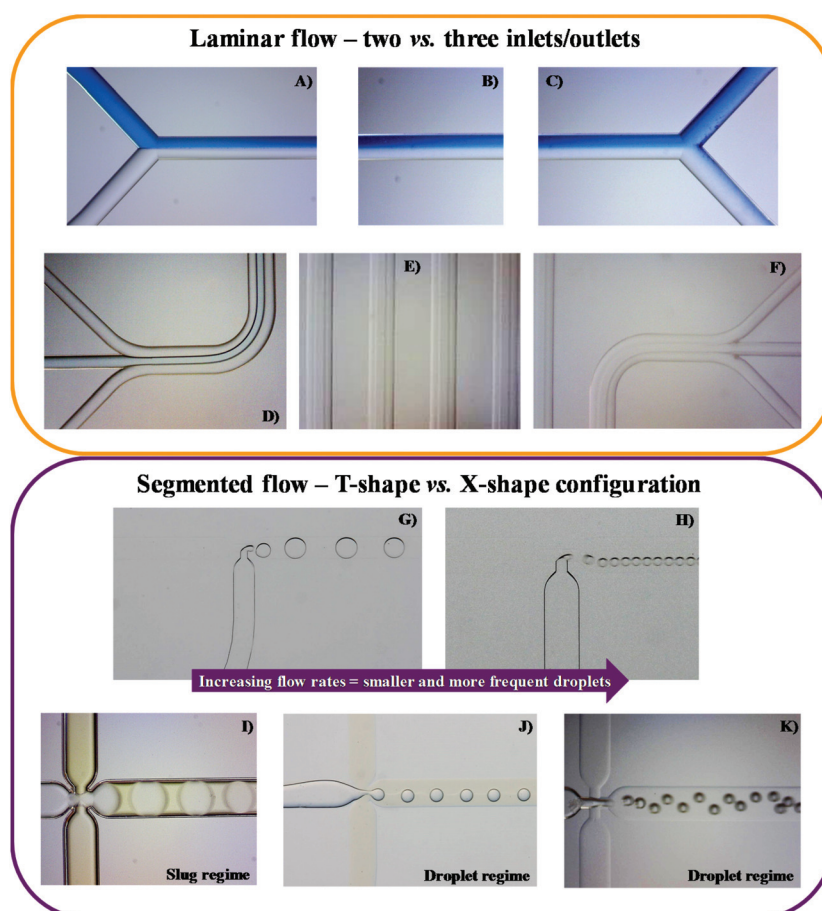 Laminar flow – two vs. three inlets/outlets
A)
B)
C)
D)
E)
F)
Segmented flow – T-shape vs. X-shape configuration
G)
H)
Increasing flow rates = smaller and more frequent droplets
I)
J)
K)
Slug regime
Droplet regime
Droplet regime